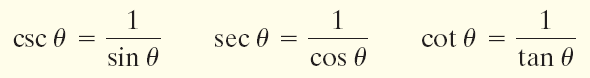 csc θ = 1/sin θ    sec θ = 1/cos θ    cot θ = 1/tan θ